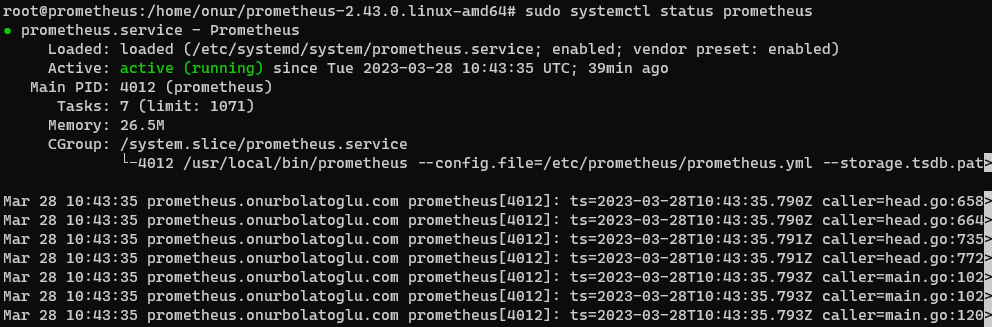 root@prometheus:/home/onur/prometheus-2.43.0.linux-amd64# sudo systemctl status prometheus
● prometheus.service - Prometheus
Loaded: loaded (/etc/systemd/system/prometheus.service; enabled; vendor preset: enabled)
Active: active (running) since Tue 2023-03-28 10:43:35 UTC; 39min ago
Main PID: 4012 (prometheus)
Tasks: 7 (limit: 1071)
Memory: 26.5M
CGroup: /system.slice/prometheus.service
└─4012 /usr/local/bin/prometheus --config.file=/etc/prometheus/prometheus.yml --storage.tsdb.pat>
Mar 28 10:43:35 prometheus.onurbolatoglu.com prometheus[4012]: ts=2023-03-28T10:43:35.790Z caller=head.go:658>
Mar 28 10:43:35 prometheus.onurbolatoglu.com prometheus[4012]: ts=2023-03-28T10:43:35.790Z caller=head.go:664>
Mar 28 10:43:35 prometheus.onurbolatoglu.com prometheus[4012]: ts=2023-03-28T10:43:35.791Z caller=head.go:735>
Mar 28 10:43:35 prometheus.onurbolatoglu.com prometheus[4012]: ts=2023-03-28T10:43:35.791Z caller=head.go:772>
Mar 28 10:43:35 prometheus.onurbolatoglu.com prometheus[4012]: ts=2023-03-28T10:43:35.793Z caller=main.go:102>
Mar 28 10:43:35 prometheus.onurbolatoglu.com prometheus[4012]: ts=2023-03-28T10:43:35.793Z caller=main.go:102>
Mar 28 10:43:35 prometheus.onurbolatoglu.com prometheus[4012]: ts=2023-03-28T10:43:35.793Z caller=main.go:120>